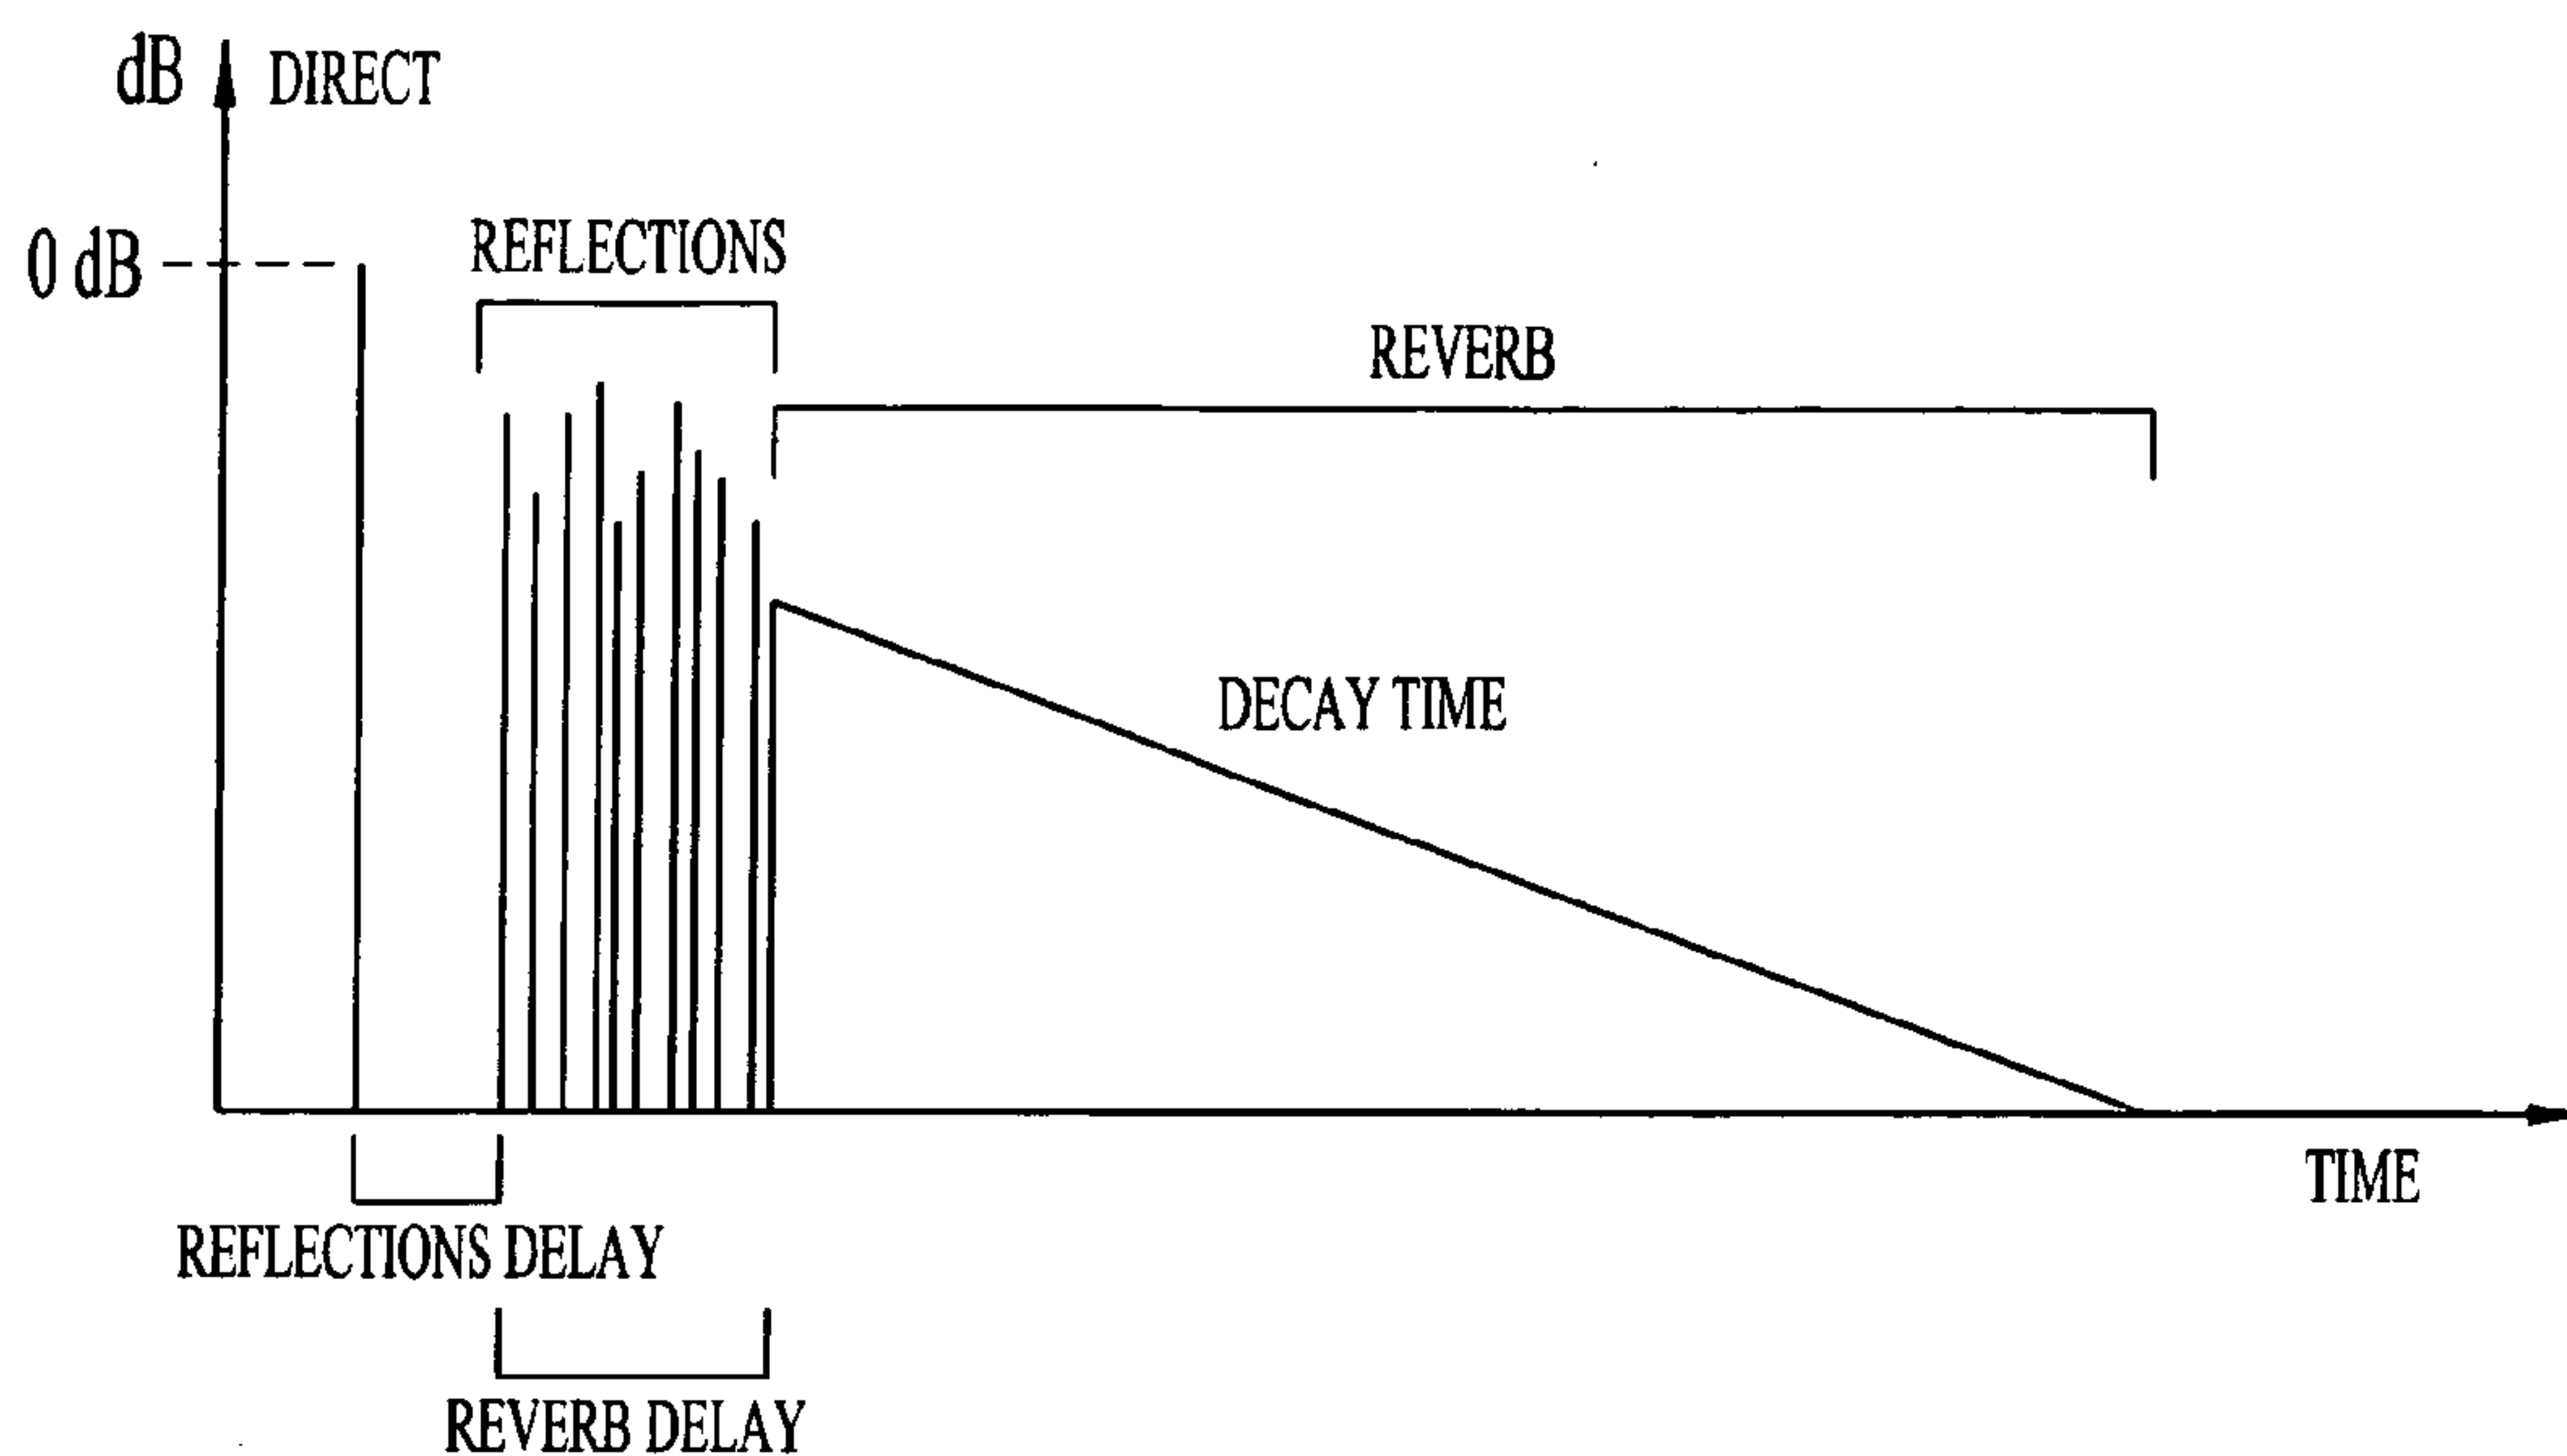 dB
DIRECT
0 dB
REFLECTIONS
REVERB
DECAY TIME
TIME
REFLECTIONS DELAY
REVERB DELAY